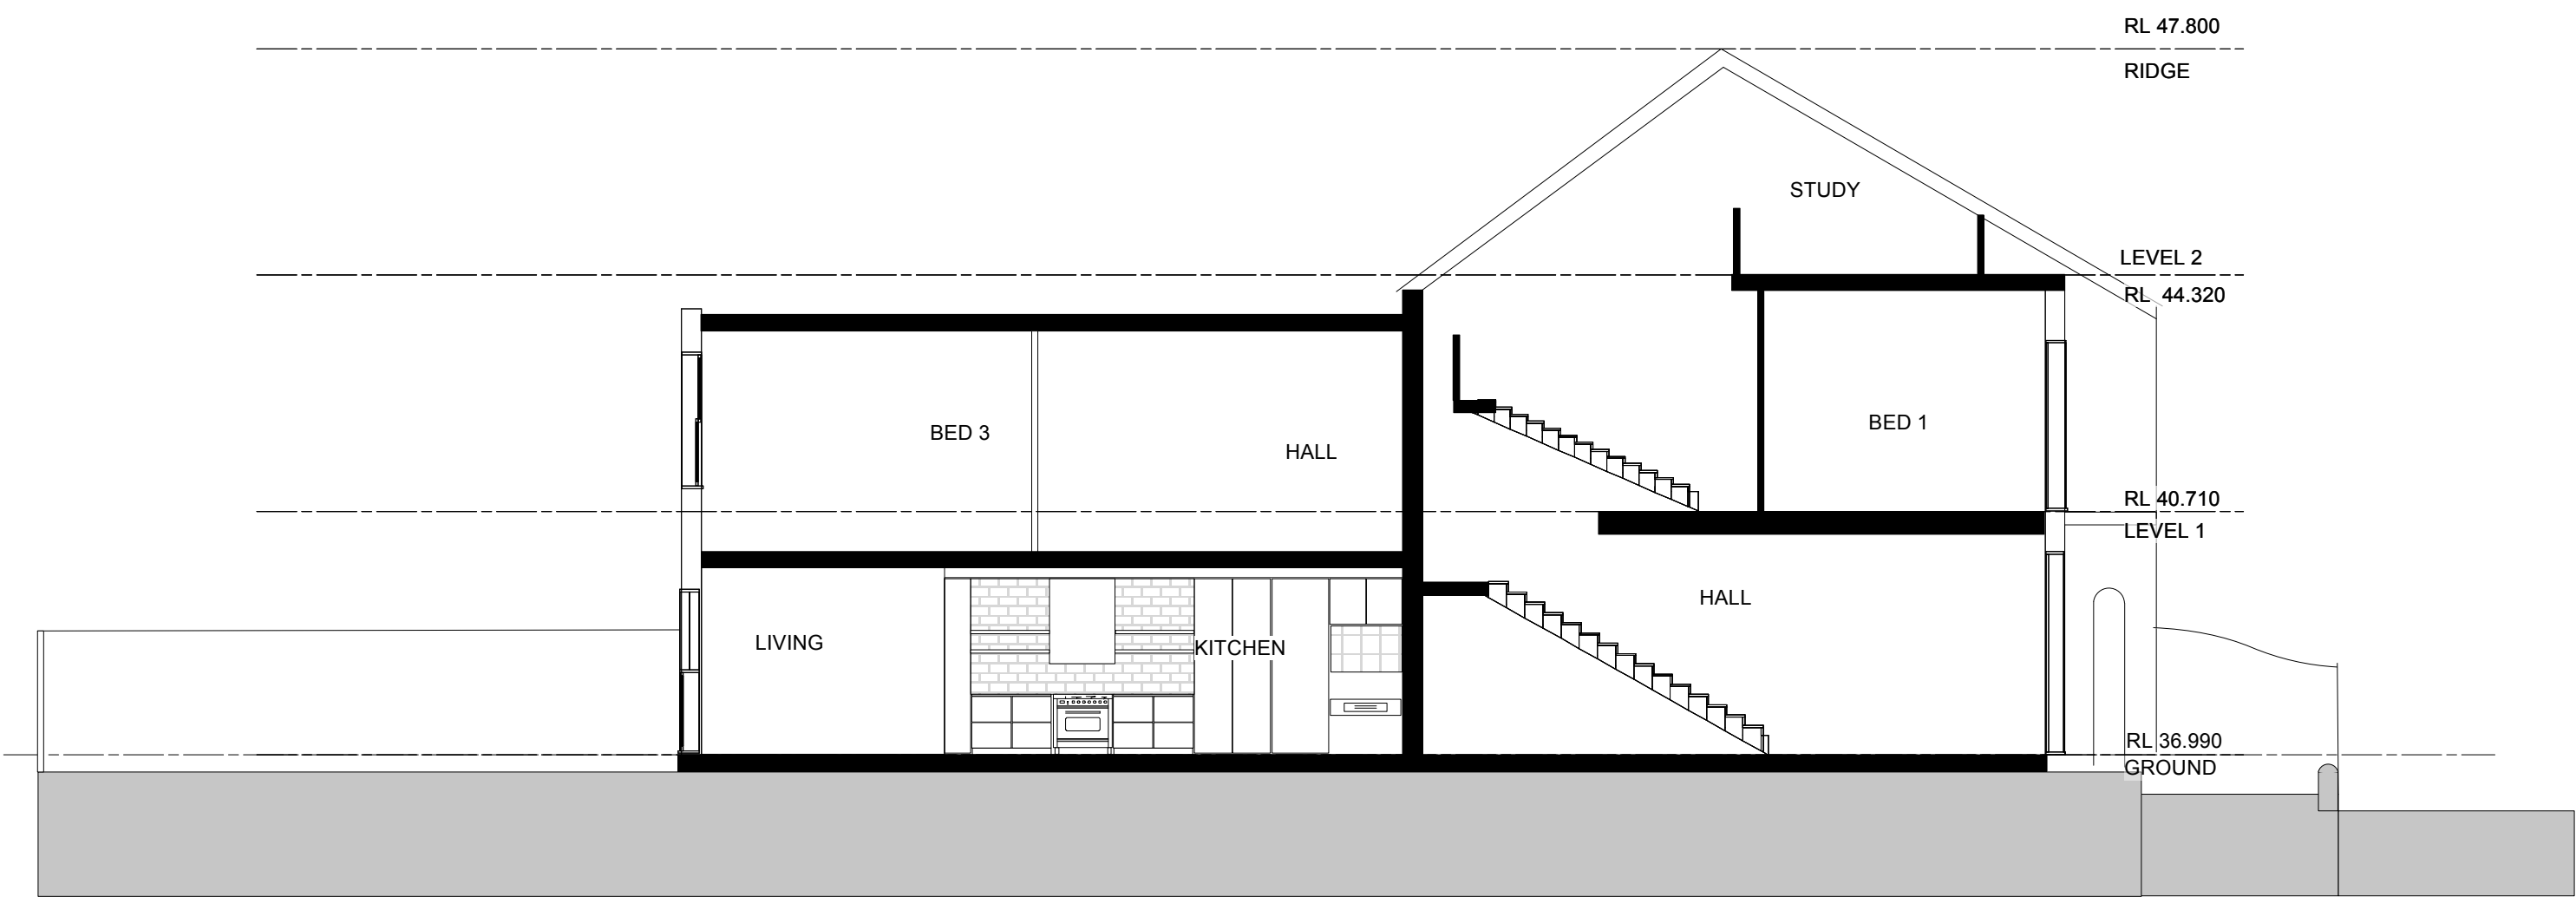 RL 47.800
RIDGE
STUDY
LEVEL 2
RL 44.320
BED 3
HALL
BED 1
RL 40.710
LEVEL 1
HALL
LIVING
KITCHEN
RL 36.990
GROUND